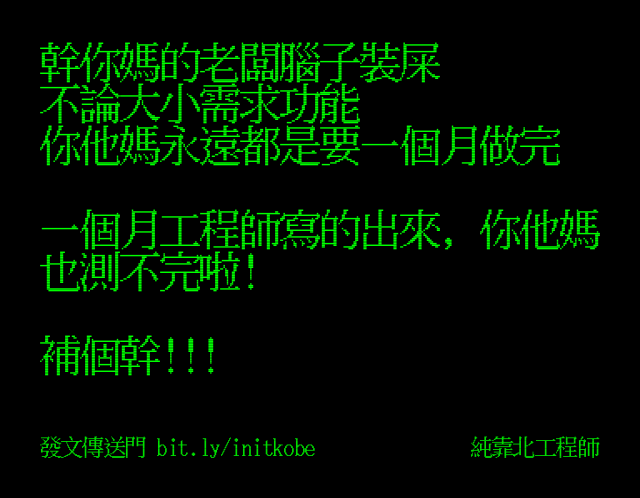 幹你媽的老闆腦子裝屎
不論大小需求功能
你他媽永遠都是要一個月做完
一個月工程師寫的出來，你他媽
也測不完啦!
補個幹!!!
發文傳送門 bit.ly/initkobe
純靠北工程師